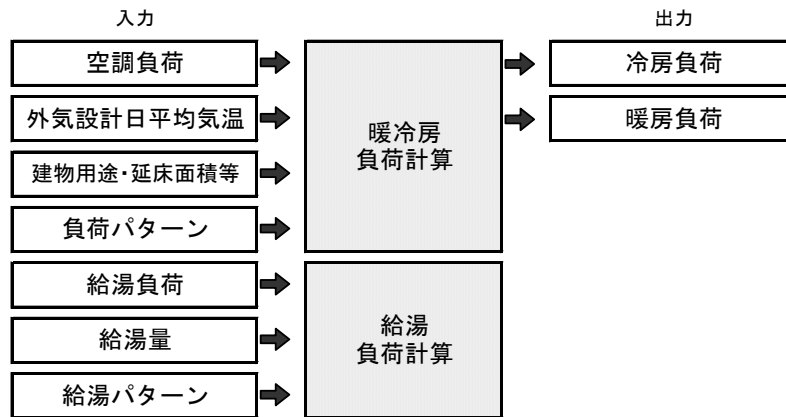 入力
出力
空調負荷
外気設計日平均気温
建物用途・延床面積等
負荷パターン
給湯負荷
給湯量
給湯パターン
暖冷房
負荷計算
給湯
負荷計算
冷房負荷
暖房負荷